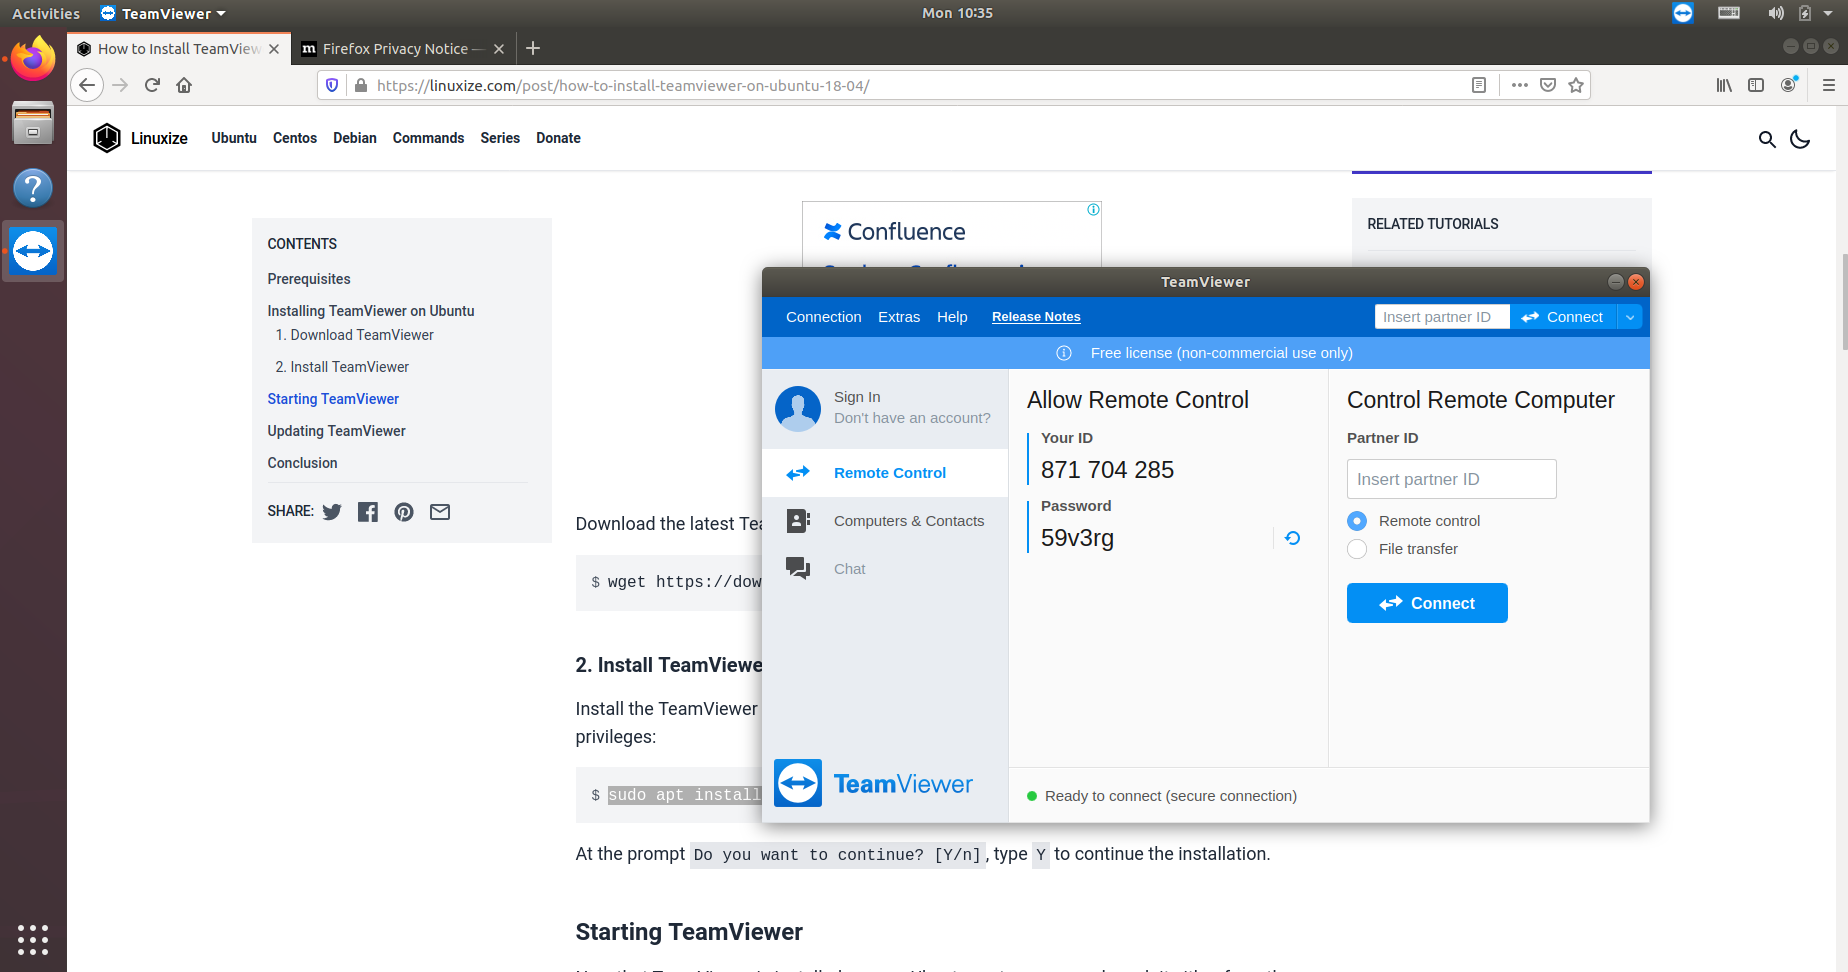 Activities
TeamViewer
Mon 10:35
How to Install TeamView
Firefox Privacy Notice —
https://linuxize.com/post/how-to-install-teamviewer-on-ubuntu-18-04/
Linuxize Ubuntu Centos Debian Commands Series Donate
CONTENTS
Prerequisites
Installing TeamViewer on Ubuntu
1. Download TeamViewer
2. Install TeamViewer
Starting TeamViewer
Updating TeamViewer
Conclusion
SHARE:
Confluence
RELATED TUTORIALS
Download the latest Tea
$ wget https://dow
2. Install TeamViewe
Install the TeamViewer
privileges:
$ sudo apt install
At the prompt Do you want to continue? [Y/n], type Y to continue the installation.
Starting TeamViewer
TeamViewer
Connection Extras Help Release Notes
Insert partner ID
Connect
Free license (non-commercial use only)
Sign In
Don't have an account?
Remote Control
Computers & Contacts
Chat
TeamViewer
Allow Remote Control
Your ID
871 704 285
Password
59v3rg
Control Remote Computer
Partner ID
Insert partner ID
Remote control
File transfer
Connect
Ready to connect (secure connection)